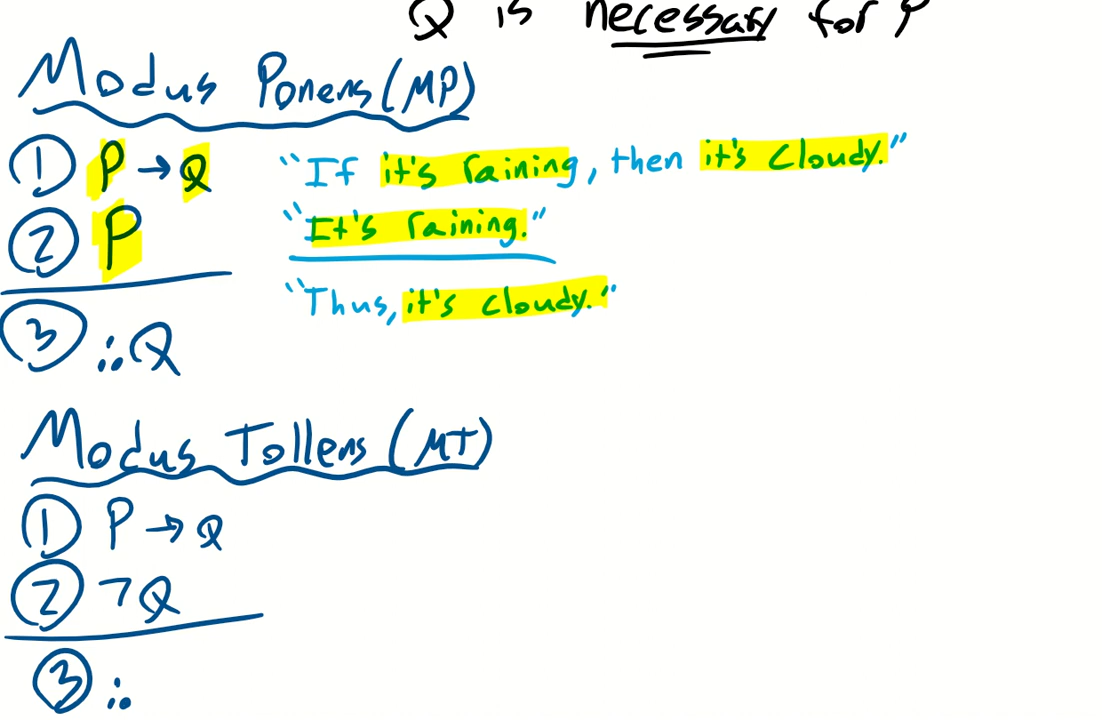 Q is necessary for P
Modus Ponens (MP)
① P → Q "If it's raining, then it's cloudy."
② P "It's raining."
"Thus, it's cloudy."
③ ∴ Q
Modus Tollens (MT)
① P → Q
② ¬Q
③ ∴